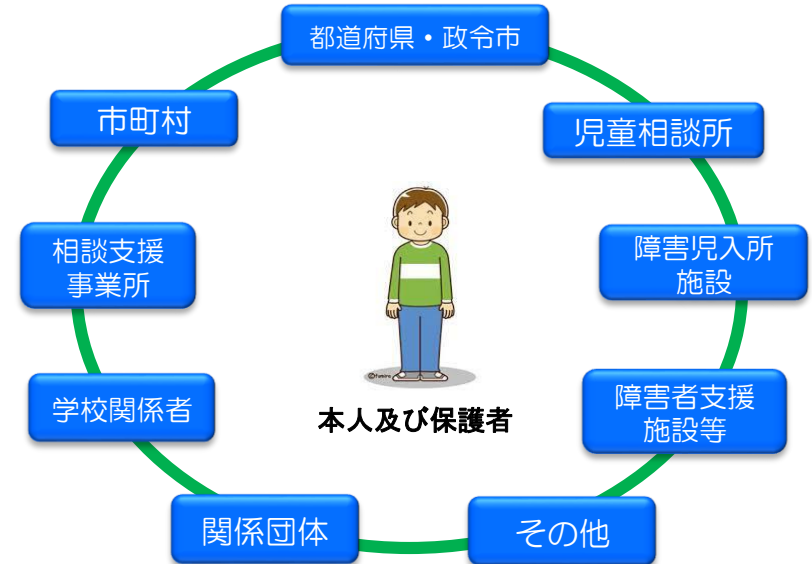 都道府県・政令市
市町村
児童相談所
相談支援
事業所
障害児入所
施設
学校関係者
障害者支援
施設等
本人及び保護者
関係団体
その他